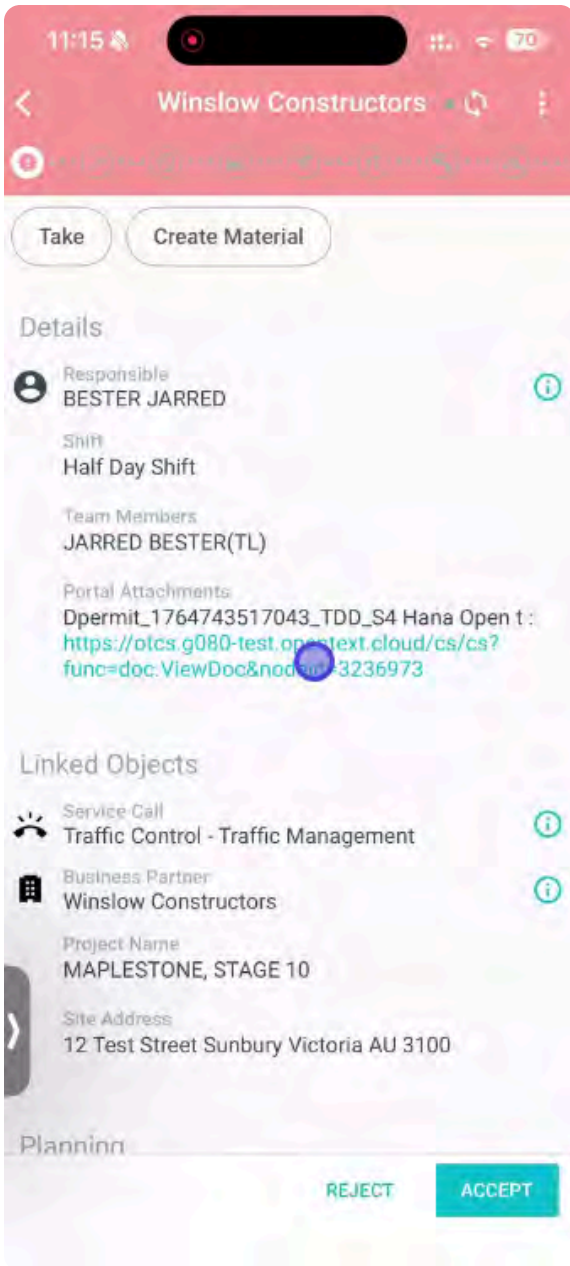 11:15
70
Winslow Constructors
Take
Create Material
Details
Responsible
BESTER JARRED
Shift
Half Day Shift
Team Members
JARRED BESTER(TL)
Portal Attachments
Dpermit_1764743517043_TDD_S4 Hana Open t :
https://otcs.g080-test.opentext.cloud/cs/cs?
func=doc.ViewDoc&nodeid=3236973
Linked Objects
Service Call
Traffic Control - Traffic Management
Business Partner
Winslow Constructors
Project Name
MAPLESTONE, STAGE 10
Site Address
12 Test Street Sunbury Victoria AU 3100
Planning
REJECT
ACCEPT